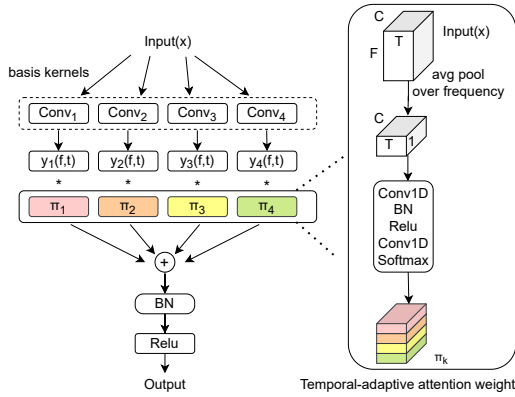 Input(x)
basis kernels
Conv1 Conv2 Conv3 Conv4
y1(f,t) y2(f,t) y3(f,t) y4(f,t)
* * * *
π1 π2 π3 π4
+
BN
Relu
Output
C
T
F
Input(x)
avg pool
over frequency
C
T
1
Conv1D
BN
Relu
Conv1D
Softmax
πk
Temporal-adaptive attention weight